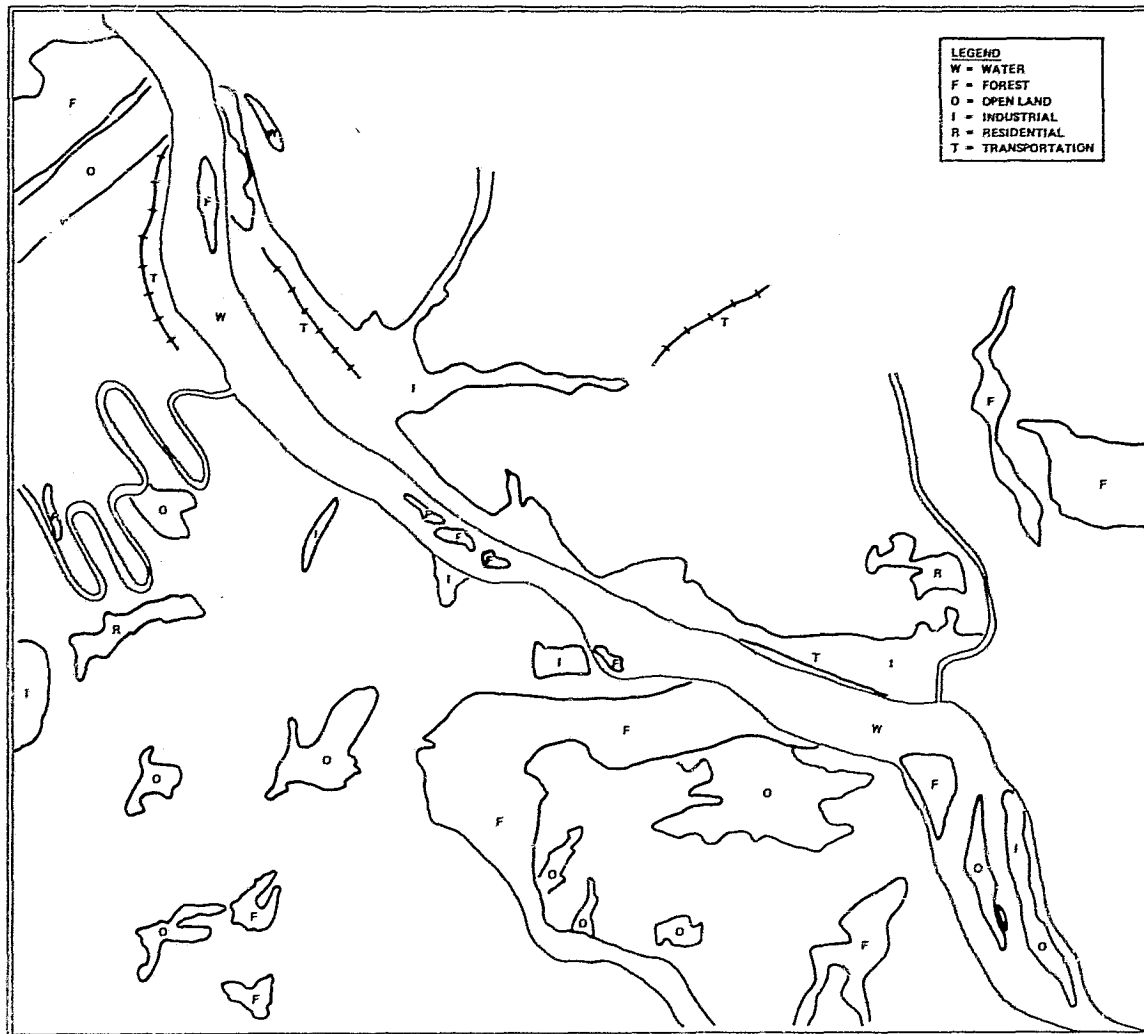 LEGEND
W = WATER
F = FOREST
O = OPEN LAND
I = INDUSTRIAL
R = RESIDENTIAL
T = TRANSPORTATION
F
O
F
T
W
T
T
I
F
F
O
I
F
I
R
R
I
F
T
I
I
F
W
O
O
F
O
F
O
I
O
O
F
O
O
F
O
F